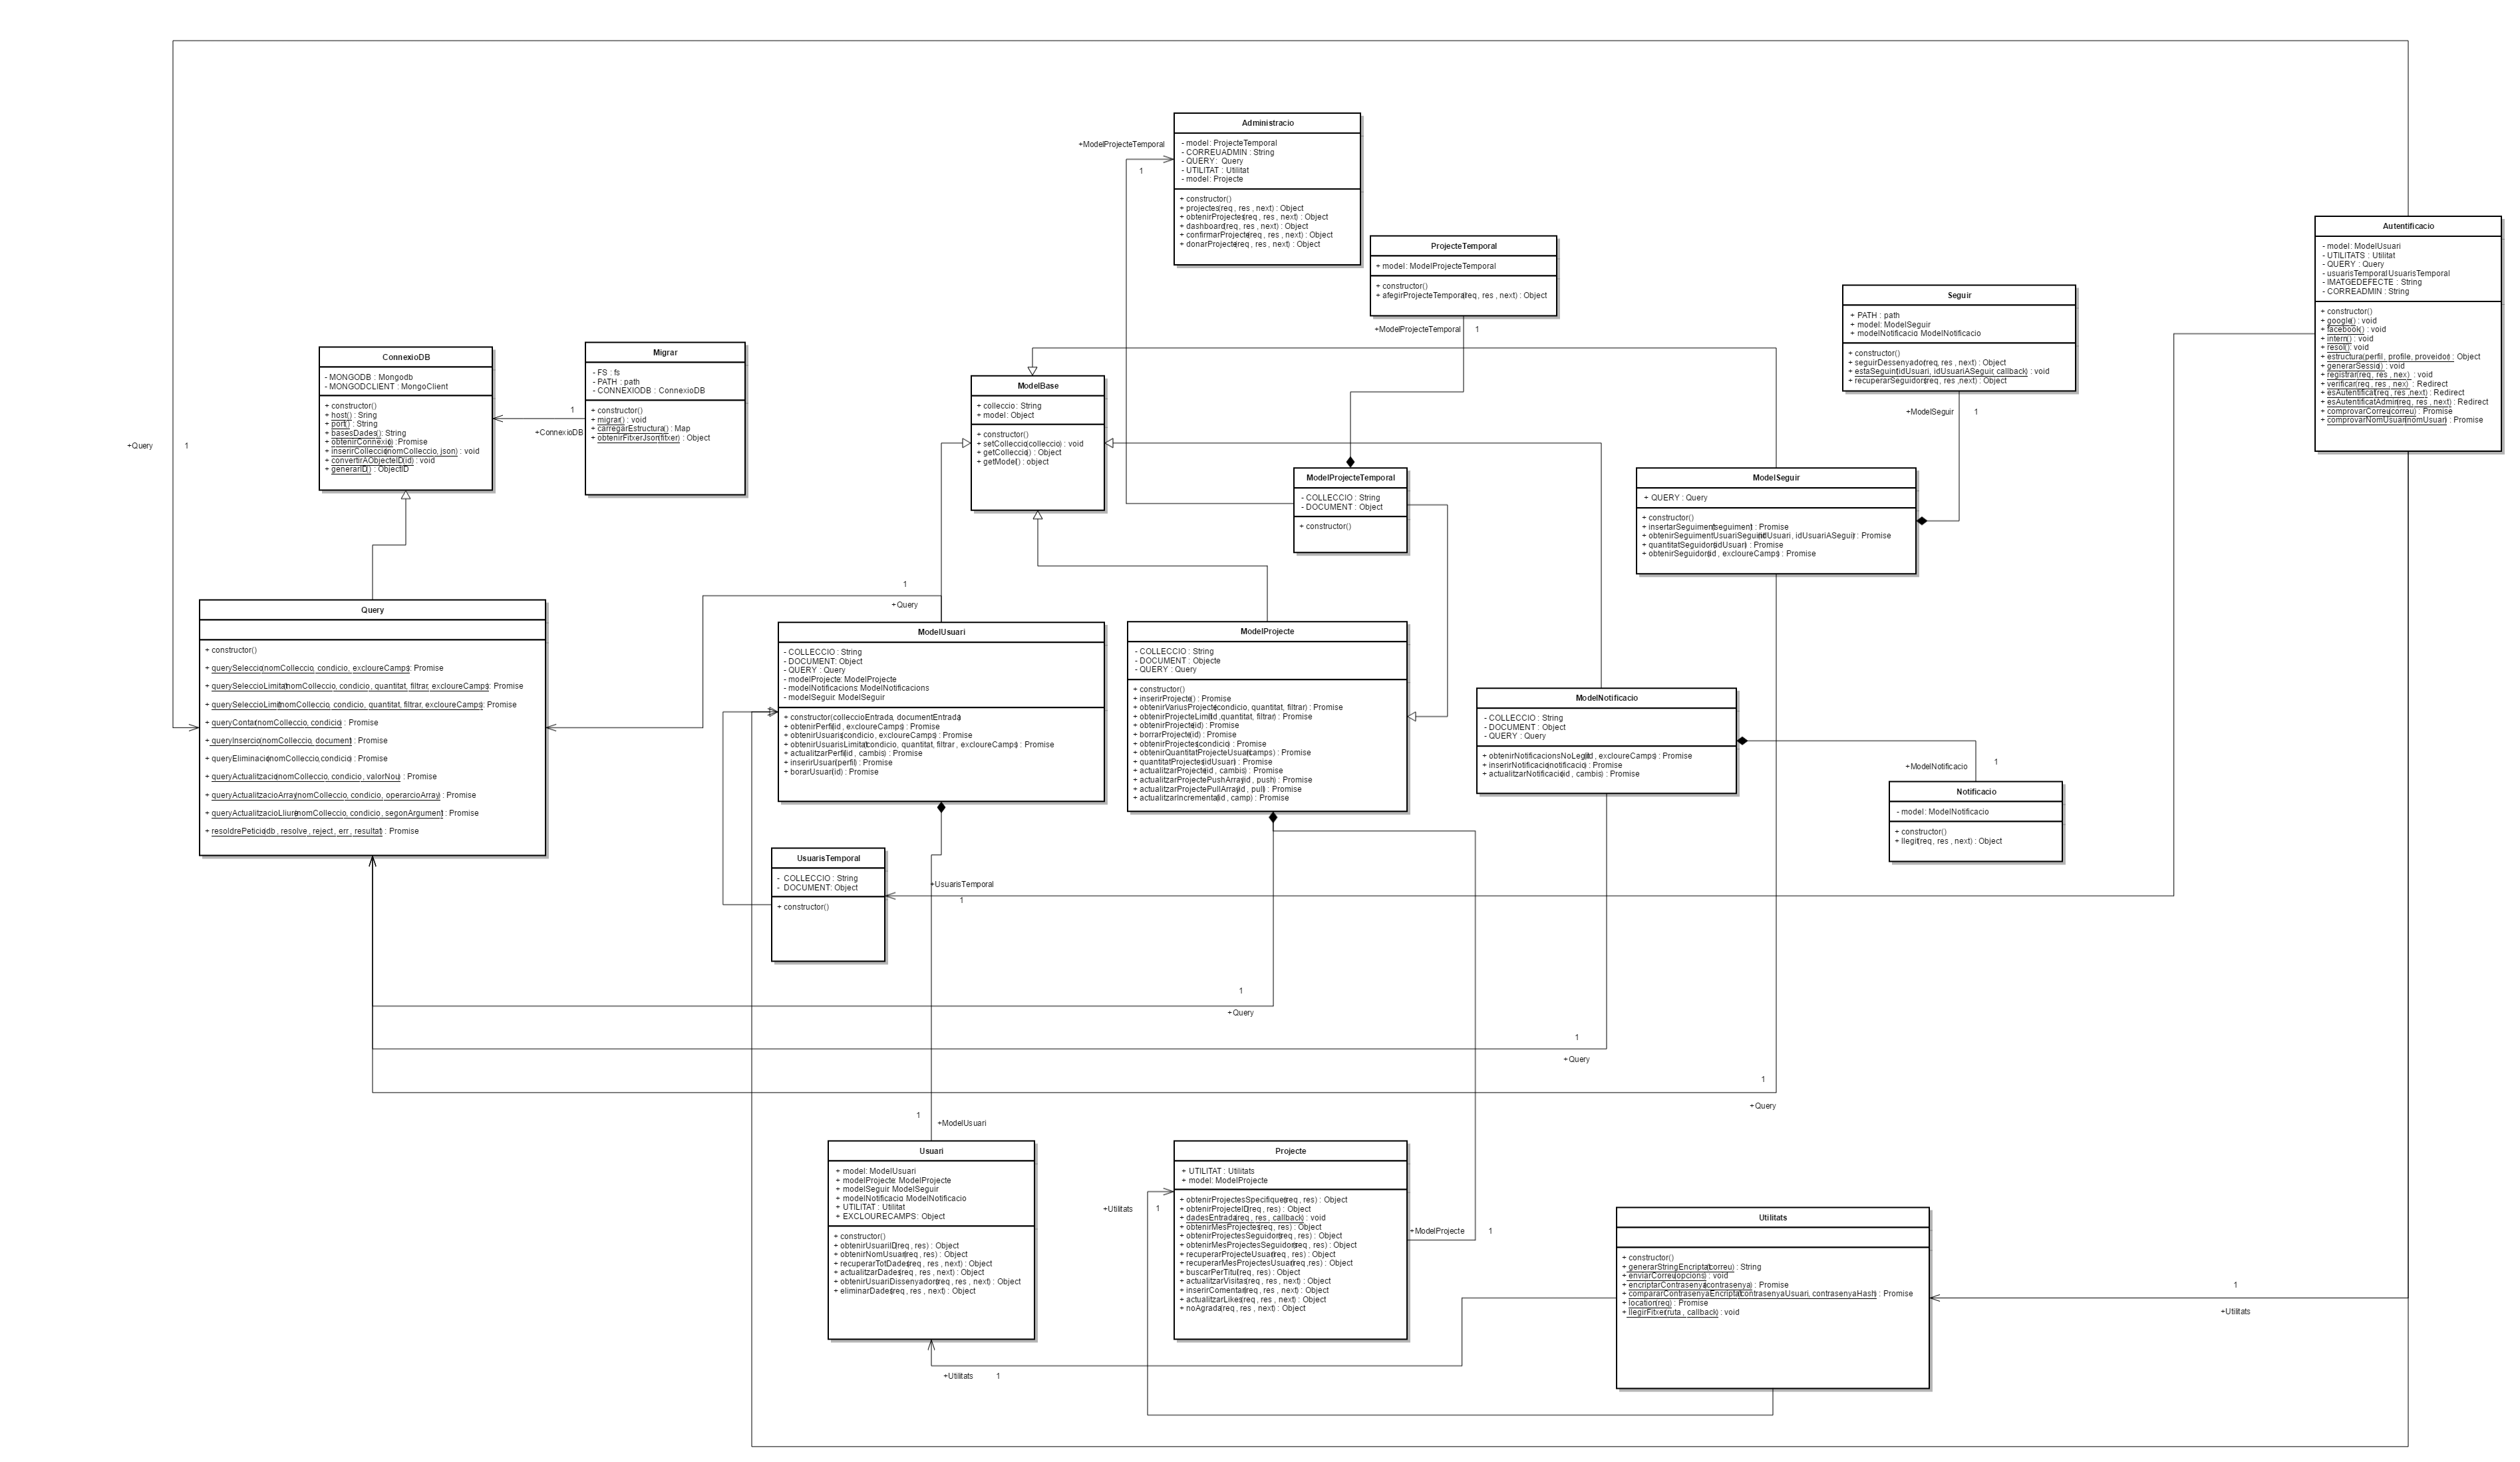 Administracio
- model : ProjecteTemporal
- CORREUADMIN : String
- QUERY : Query
- UTILITAT : Utilitat
- model : Projecte
+ constructor()
+ projectes(req , res , next) : Object
+ obtenirProjectes(req , res , next) : Object
+ dashboard(req , res , next) : Object
+ confirmarProjecte(req , res , next) : Object
+ donarProjecte(req , res , next) : Object
+ModelProjecteTemporal
1
ProjecteTemporal
+ model : ModelProjecteTemporal
+ constructor()
+ afegirProjecteTemporal(req , res , next) : Object
+ModelProjecteTemporal
1
Autentificacio
- model : ModelUsuari
- UTILITATS : Utilitat
- QUERY : Query
- usuarisTemporal UsuarisTemporal
- IMATGEDEFECTE : String
- CORREADMIN : String
+ constructor()
+ google() : void
+ facebook() : void
+ intern() : void
+ resol() : void
+ estructura(perfil , profile, proveidor) : Object
+ generarSessio() : void
+ registrar(req , res , nex) : void
+ verificar(req , res , nex) : Redirect
+ esAutentificat(req , res ,next) : Redirect
+ esAutentificatAdmin(req , res , next) : Redirect
+ comprovarCorreu(correu) : Promise
+ comprovarNomUsuari(nomUsuari) : Promise
Seguir
+ PATH : path
+ model : ModelSeguir
+ modelNotificacio ModelNotificacio
+ constructor()
+ seguirDessenyador(req , res , next) : Object
+ estaSeguint(idUsuari , idUsuariASeguir, callback) : void
+ recuperarSeguidors(req , res ,next) : Object
+ModelSeguir
1
ConnexioDB
- MONGODB : Mongodb
- MONGODCLIENT : MongoClient
+ constructor()
+ host() : Sring
+ port() : String
+ basesDades() : String
+ obtenirConnexio() :Promise
+ inserirColleccio(nomColleccio, json) : void
+ convertirAObjecteID(id) : void
+ generarID() : ObjectID
Migrar
- FS : fs
- PATH : path
- CONNEXIODB : ConnexioDB
+ constructor()
+ migrar() : void
+ carregarEstructura() : Map
+ obtenirFitxerJson(fitxer) : Object
1
+ConnexioDB
+Query
1
ModelBase
+ colleccio : String
+ model : Object
+ constructor()
+ setColleccio(colleccio) : void
+ getColleccio() : Object
+ getModel() : object
ModelProjecteTemporal
- COLLECCIO : String
- DOCUMENT : Object
+ constructor()
ModelSeguir
+ QUERY : Query
+ constructor()
+ insertarSeguiment(seguiment) : Promise
+ obtenirSeguimentUsuariSeguint(idUsuari , idUsuariASeguir) : Promise
+ quantitatSeguidors(idUsuari) : Promise
+ obtenirSeguidors(id , excloureCamps) : Promise
Query
+ constructor()
+ querySeleccio(nomColleccio, condicio , excloureCamps) : Promise
+ querySeleccioLimitat(nomColleccio, condicio , quantitat, filtrar, excloureCamps) : Promise
+ querySeleccioLimit(nomColleccio, condicio , quantitat, filtrar, excloureCamps) : Promise
+ queryContar(nomColleccio, condicio) : Promise
+ queryInsercio(nomColleccio, document) : Promise
+ queryEliminacio(nomColleccio,condicio) : Promise
+ queryActualitzacio(nomColleccio, condicio , valorNou) : Promise
+ queryActualitzacioArray(nomColleccio, condicio , operarcioArray) : Promise
+ queryActualitzacioLliure(nomColleccio, condicio , segonArgument) : Promise
+ resoldrePeticio(db , resolve , reject , err , resultat) : Promise
1
+Query
ModelUsuari
- COLLECCIO : String
- DOCUMENT: Object
- QUERY : Query
- modelProjecte : ModelProjecte
- modelNotificacions : ModelNotificacions
- modelSeguir : ModelSeguir
+ constructor(colleccioEntrada, documentEntrada)
+ obtenirPerfil(id , excloureCamps) : Promise
+ obtenirUsuaris(condicio, excloureCamps) : Promise
+ obtenirUsuarisLimitat(condicio, quantitat, filtrar , excloureCamps) : Promise
+ actualitzarPerfil(id , cambis) : Promise
+ inserirUsuar(perfil) : Promise
+ borarUsuar(id) : Promise
ModelProjecte
- COLLECCIO : String
- DOCUMENT : Objecte
- QUERY : Query
+ constructor()
+ inserirProjecte() : Promise
+ obtenirVariusProjecte(condicio, quantitat, filtrar) : Promise
+ obtenirProjecteLimit(id ,quantitat, filtrar) : Promise
+ obtenirProjecte(id) : Promise
+ borrarProjecte(id) : Promise
+ obtenirProjectes(condicio) : Promise
+ obtenirQuantitatProjecteUsuari(camps) : Promise
+ quantitatProjectes(idUsuari) : Promise
+ actualitzarProjecte(id , cambis) : Promise
+ actualitzarProjectePushArray(id , push) : Promise
+ actualitzarProjectePullArray(id , pull) : Promise
+ actualitzarIncremental(id , camp) : Promise
ModelNotificacio
- COLLECCIO : String
- DOCUMENT : Object
- QUERY : Query
+ obtenirNotificacionsNoLegit(id , excloureCamps) : Promise
+ inserirNotificacio(notificacio) : Promise
+ actualitzarNotificacio(id , cambis) : Promise
+ModelNotificacio
1
Notificacio
- model : ModelNotificacio
+ constructor()
+ llegit(req , res , next) : Object
UsuarisTemporal
- COLLECCIO : String
- DOCUMENT: Object
+ constructor()
+UsuarisTemporal
1
1
+Query
1
+Query
1
+Query
1
+ModelUsuari
Usuari
+ model : ModelUsuari
+ modelProjecte : ModelProjecte
+ modelSeguir ModelSeguir
+ modelNotificacio ModelNotificacio
+ UTILITAT : Utilitat
+ EXCLOURECAMPS : Object
+ constructor()
+ obtenirUsuariID(req , res) : Object
+ obtenirNomUsuari(req , res) : Object
+ recuperarTotDades(req , res , next) : Object
+ actualitzarDades(req , res , next) : Object
+ obtenirUsuariDissenyadors(req , res , next) : Object
+ eliminarDades(req , res , next) : Object
Projecte
+ UTILITAT : Utilitats
+ model : ModelProjecte
+ obtenirProjectesSpecifiques(req , res) : Object
+ obtenirProjecteID(req , res) : Object
+ dadesEntrada(req , res , callback) : void
+ obtenirMesProjectes(req , res) : Object
+ obtenirProjectesSeguidors(req , res) : Object
+ obtenirMesProjectesSeguidors(req , res) : Object
+ recuperarProjecteUsuari(req , res) : Object
+ recuperarMesProjectesUsuari(req ,res) : Object
+ buscarPerTitul(req , res) : Object
+ actualitzarVisitas(req , res , next) : Object
+ inserirComentari(req , res , next) : Object
+ actualitzarLikes(req , res , next) : Object
+ noAgrada(req , res , next) : Object
+Utilitats
1
+ModelProjecte
1
Utilitats
+ constructor()
+ generarStringEncriptat(correu) : String
+ enviarCorreu(opcions) : void
+ encriptarContrasenya(contrasenya) : Promise
+ compararContrasenyaEncriptat(contrasenyaUsuari, contrasenyaHash) : Promise
+ location(req) : Promise
+ llegirFitxer(ruta , callback) : void
1
+Utilitats
+Utilitats
1